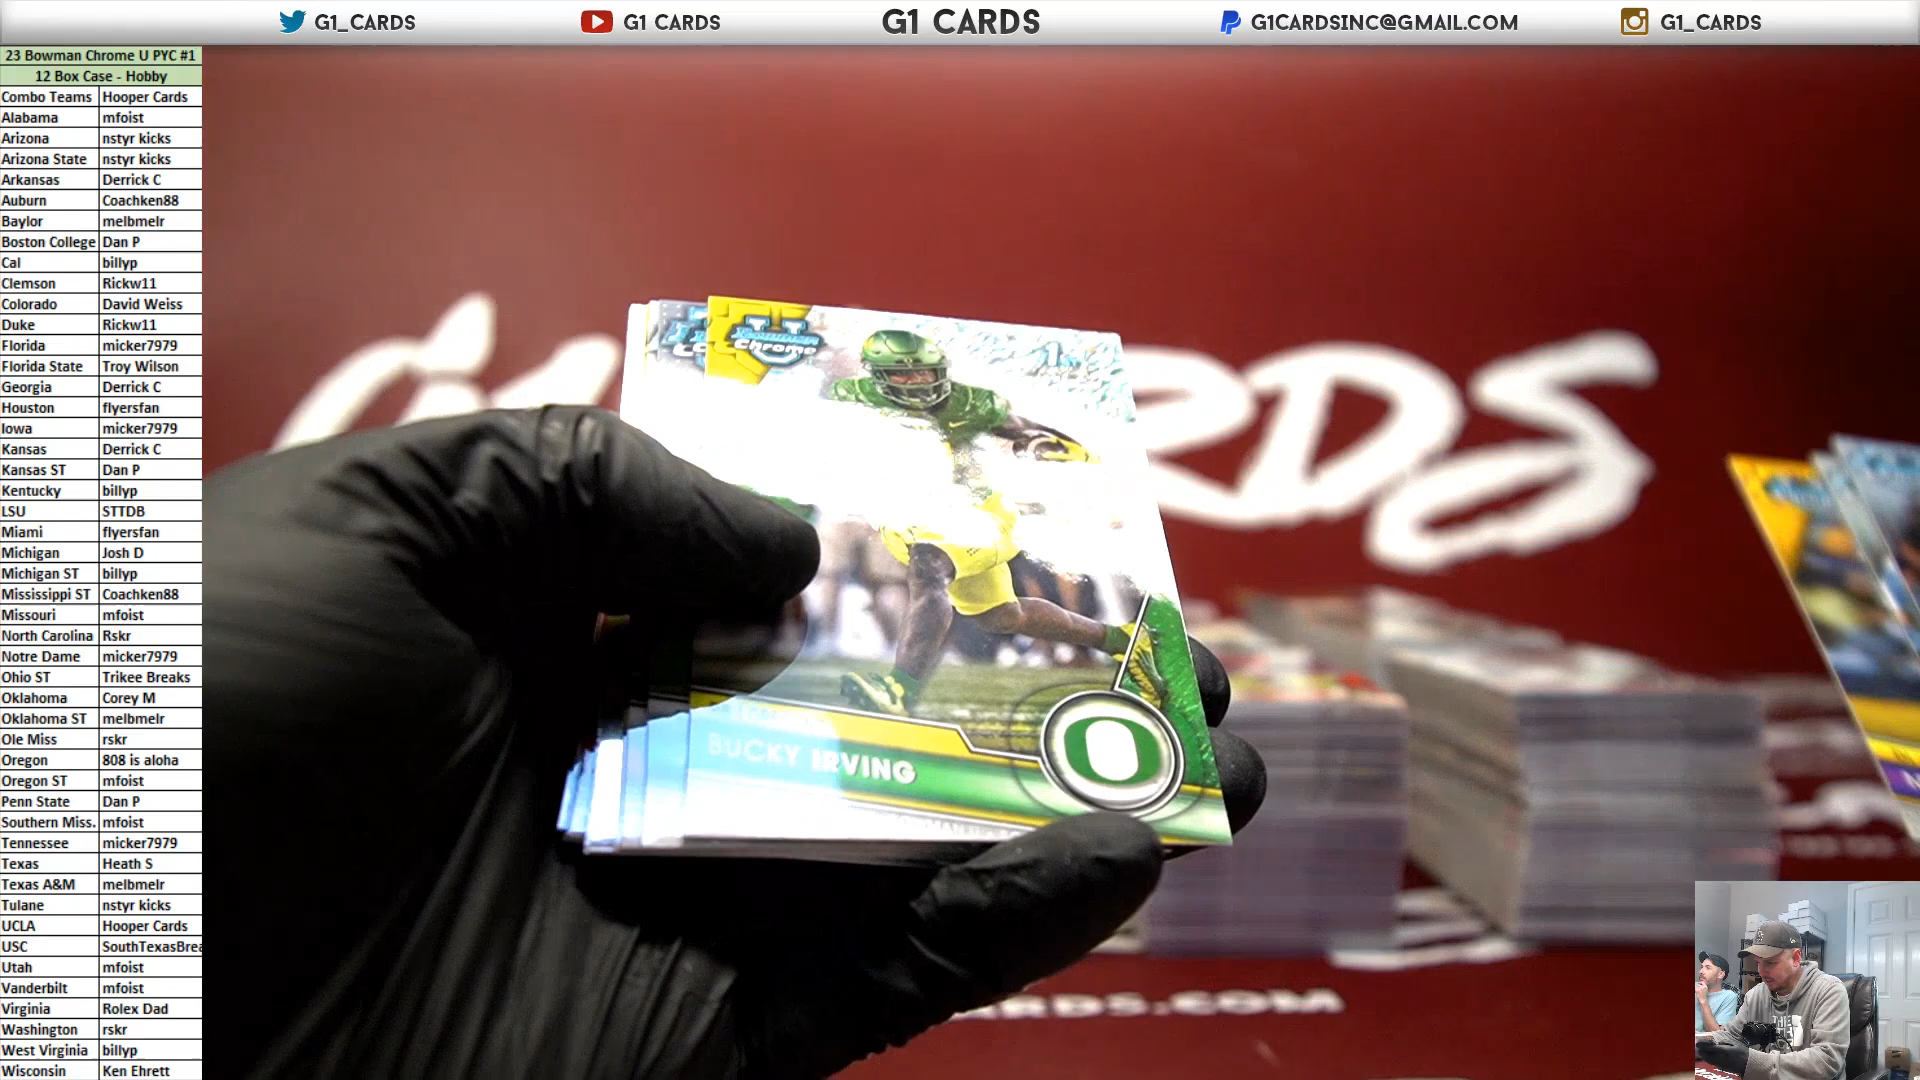 G1_CARDS G1 CARDS G1 CARDS G1CARDSINC@GMAIL.COM G1_CARDS
23 Bowman Chrome U PYC #1
12 Box Case - Hobby
Combo Teams Hooper Cards
Alabama mfoist
Arizona nstyr kicks
Arizona State nstyr kicks
Arkansas Derrick C
Auburn Coachken88
Baylor melbmelr
Boston College Dan P
Cal billyp
Clemson Rickw11
Colorado David Weiss
Duke Rickw11
Florida micker7979
Florida State Troy Wilson
Georgia Derrick C
Houston flyersfan
Iowa micker7979
Kansas Derrick C
Kansas ST Dan P
Kentucky billyp
LSU STTDB
Miami flyersfan
Michigan Josh D
Michigan ST billyp
Mississippi ST Coachken88
Missouri mfoist
North Carolina Rskr
Notre Dame micker7979
Ohio ST Trikee Breaks
Oklahoma Corey M
Oklahoma ST melbmelr
Ole Miss rskr
Oregon 808 is aloha
Oregon ST mfoist
Penn State Dan P
Southern Miss. mfoist
Tennessee micker7979
Texas Heath S
Texas A&M melbmelr
Tulane nstyr kicks
UCLA Hooper Cards
USC SouthTexasBrea
Utah mfoist
Vanderbilt mfoist
Virginia Rolex Dad
Washington rskr
West Virginia billyp
Wisconsin Ken Ehrett
Bowman
Chrome
1st
BUCKY IRVING
O
RDS
ARDS.COM